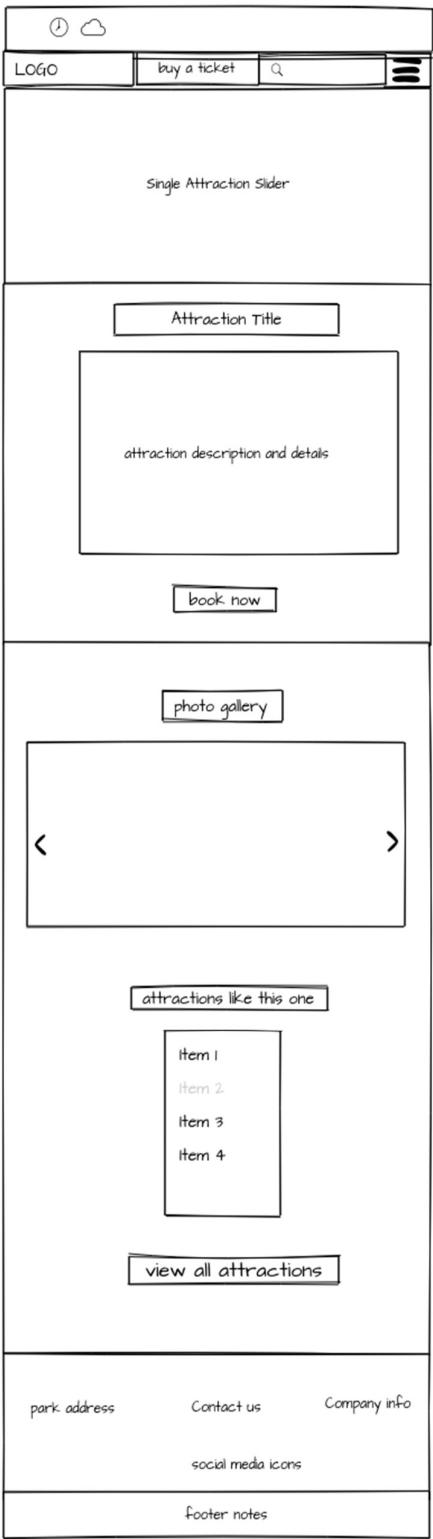 LOGO
buy a ticket
Single Attraction Slider
Attraction Title
attraction description and details
book now
photo gallery
attractions like this one
Item 1
Item 2
Item 3
Item 4
view all attractions
park address
Contact us
Company info
social media icons
footer notes